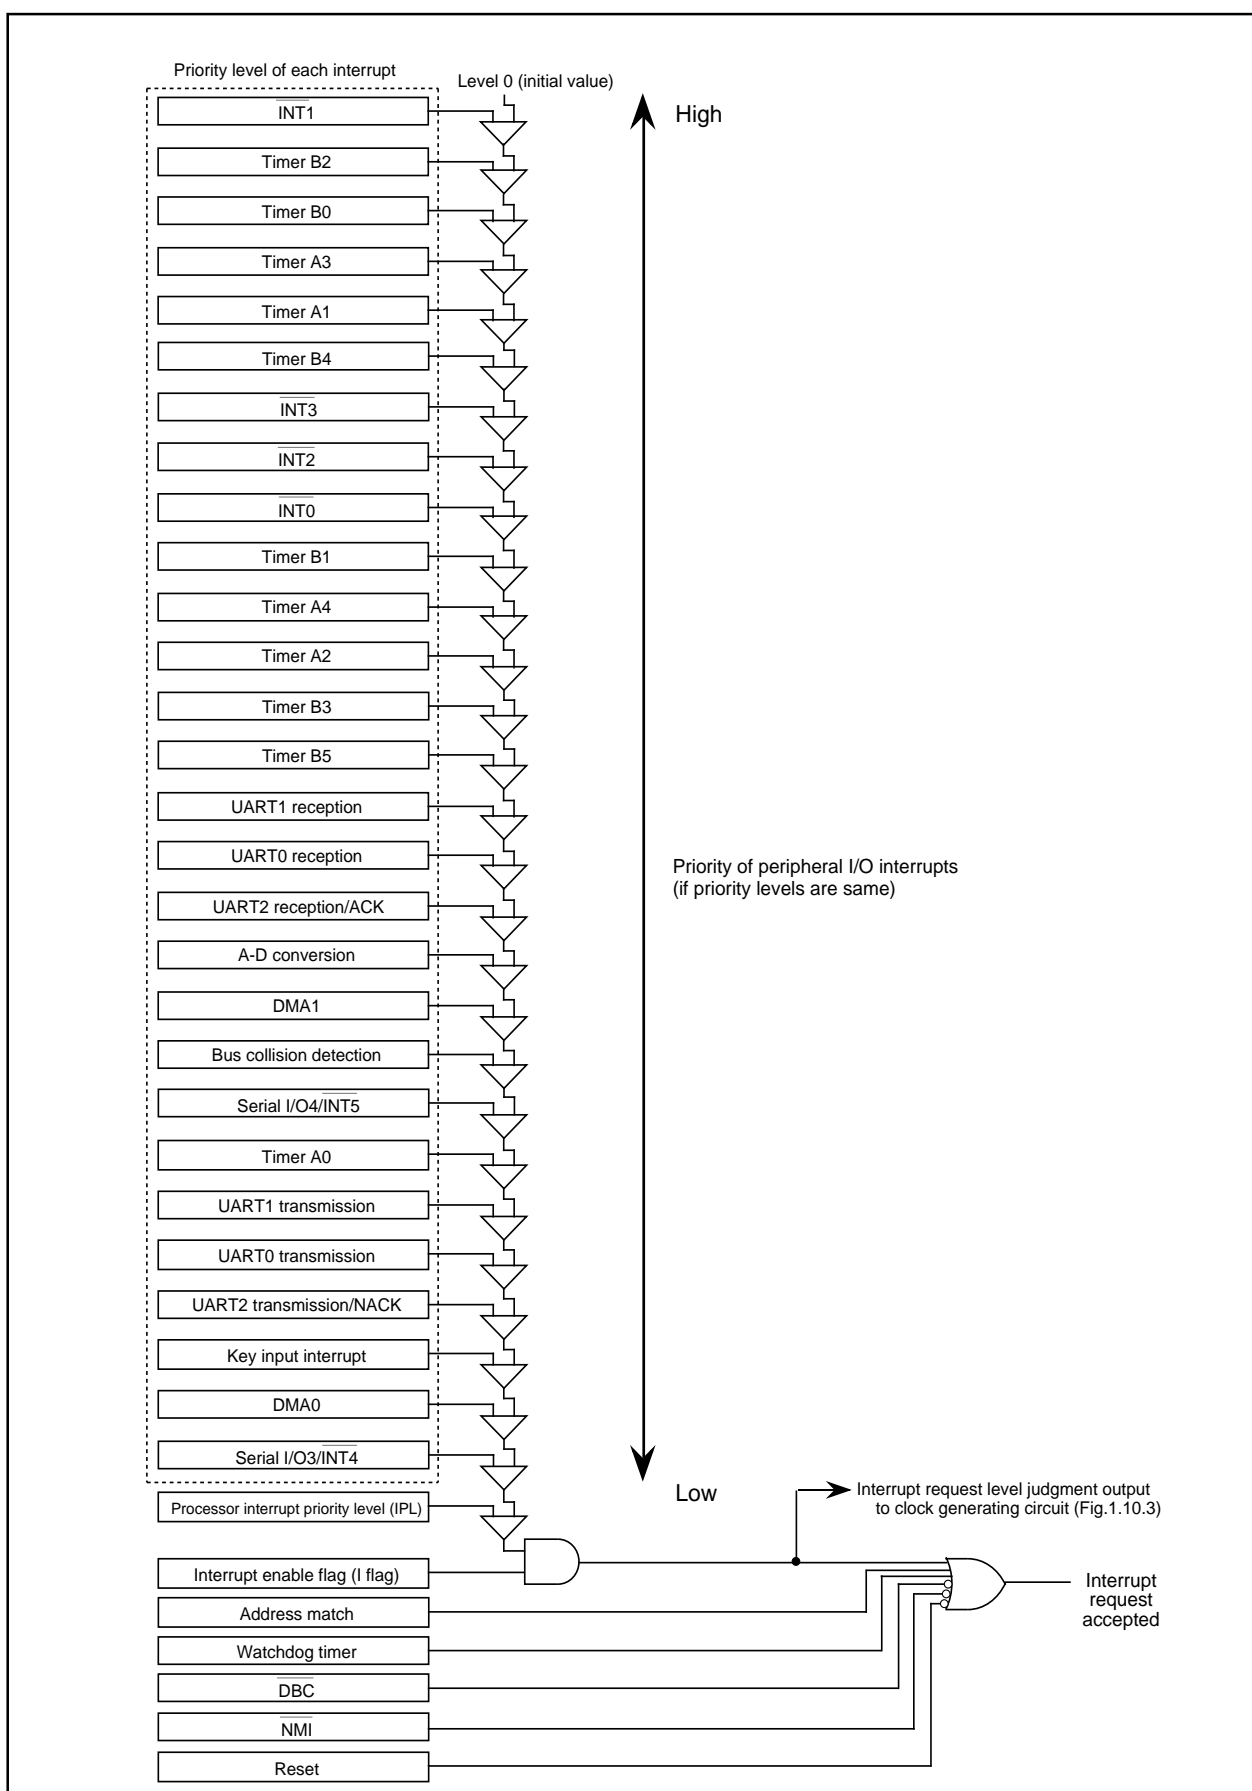 Priority level of each interrupt
Level 0 (initial value)
High
INT1
Timer B2
Timer B0
Timer A3
Timer A1
Timer B4
INT3
INT2
INT0
Timer B1
Timer A4
Timer A2
Timer B3
Timer B5
UART1 reception
UART0 reception
Priority of peripheral I/O interrupts
(if priority levels are same)
UART2 reception/ACK
A-D conversion
DMA1
Bus collision detection
Serial I/O4/INT5
Timer A0
UART1 transmission
UART0 transmission
UART2 transmission/NACK
Key input interrupt
DMA0
Serial I/O3/INT4
Low
Interrupt request level judgment output
to clock generating circuit (Fig.1.10.3)
Processor interrupt priority level (IPL)
Interrupt enable flag (I flag)
Interrupt
request
accepted
Address match
Watchdog timer
DBC
NMI
Reset